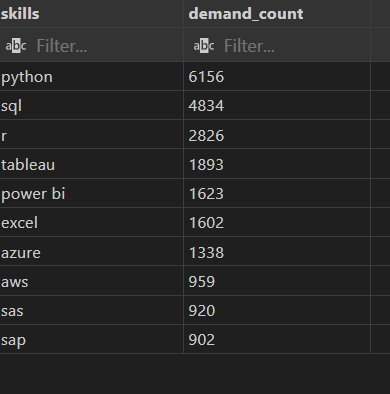 skills demand_count
abc Filter... abc Filter...
python 6156
sql 4834
r 2826
tableau 1893
power bi 1623
excel 1602
azure 1338
aws 959
sas 920
sap 902